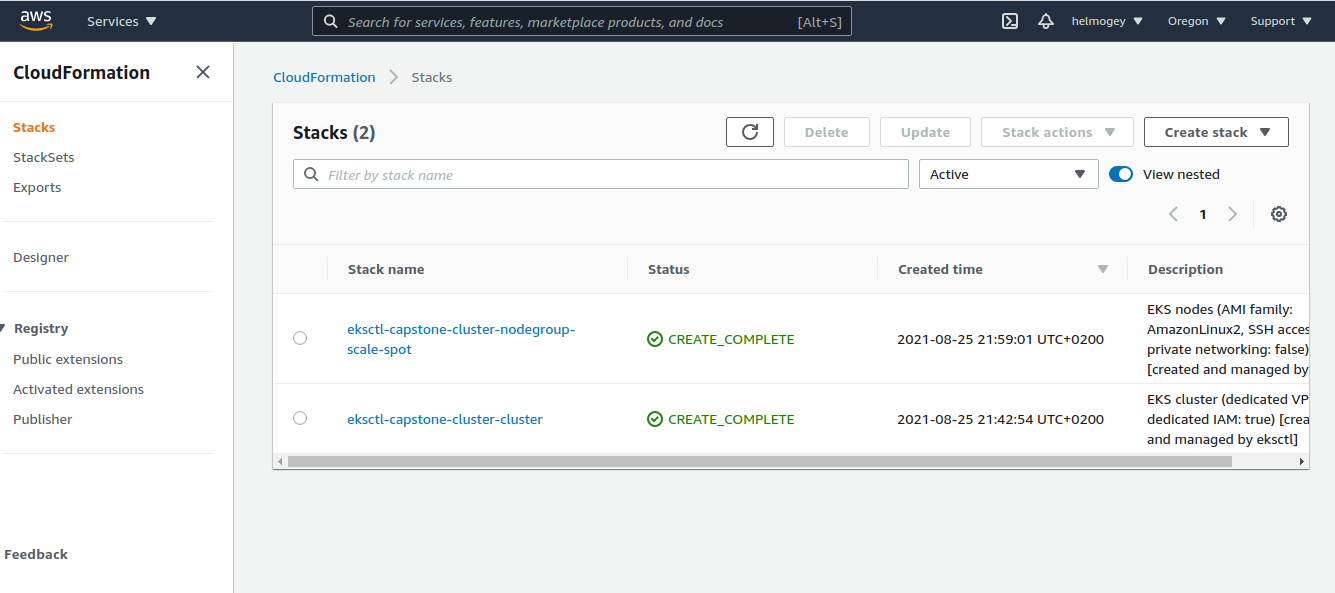 aws Services Search for services, features, marketplace products, and docs [Alt+S] helmogey Oregon Support
CloudFormation
Stacks
StackSets
Exports
Designer
Registry
Public extensions
Activated extensions
Publisher
Feedback
CloudFormation Stacks
Stacks (2) Delete Update Stack actions Create stack
Filter by stack name Active View nested
1
Stack name Status Created time Description
eksctl-capstone-cluster-nodegroup-
scale-spot
CREATE_COMPLETE
2021-08-25 21:59:01 UTC+0200
EKS nodes (AMI family:
AmazonLinux2, SSH acces
private networking: false)
[created and managed by
eksctl-capstone-cluster-cluster
CREATE_COMPLETE
2021-08-25 21:42:54 UTC+0200
EKS cluster (dedicated VP
dedicated IAM: true) [crea
and managed by eksctl]